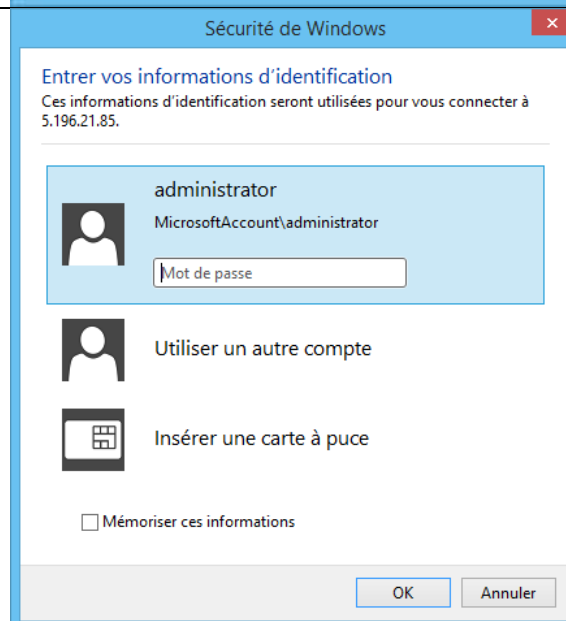 Sécurité de Windows
Entrer vos informations d’identification
Ces informations d'identification seront utilisées pour vous connecter à
5.196.21.85.
administrator
MicrosoftAccount\administrator
Mot de passe
Utiliser un autre compte
Insérer une carte à puce
Mémoriser ces informations
OK
Annuler